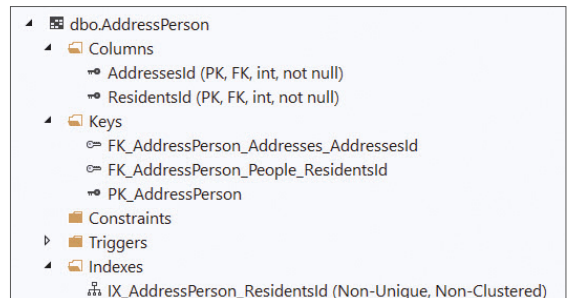 dbo.AddressPerson
Columns
AddressesId (PK, FK, int, not null)
ResidentsId (PK, FK, int, not null)
Keys
FK_AddressPerson_Addresses_AddressesId
FK_AddressPerson_People_ResidentsId
PK_AddressPerson
Constraints
Triggers
Indexes
IX_AddressPerson_ResidentsId (Non-Unique, Non-Clustered)